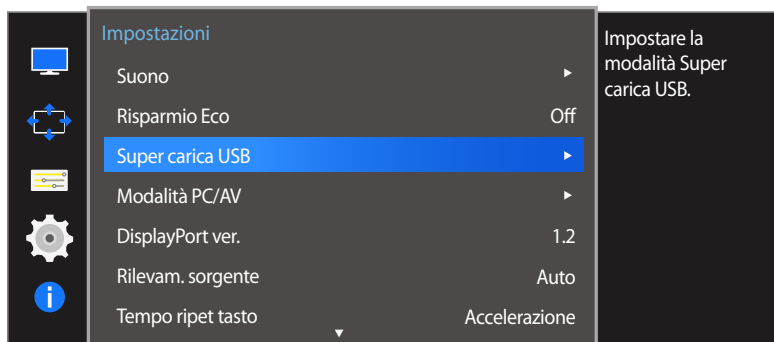 Impostazioni
Suono
Risparmio Eco Off
Super carica USB
Modalità PC/AV
DisplayPort ver. 1.2
Rilevam. sorgente Auto
Tempo ripet tasto Accelerazione
Impostare la
modalità Super
carica USB.